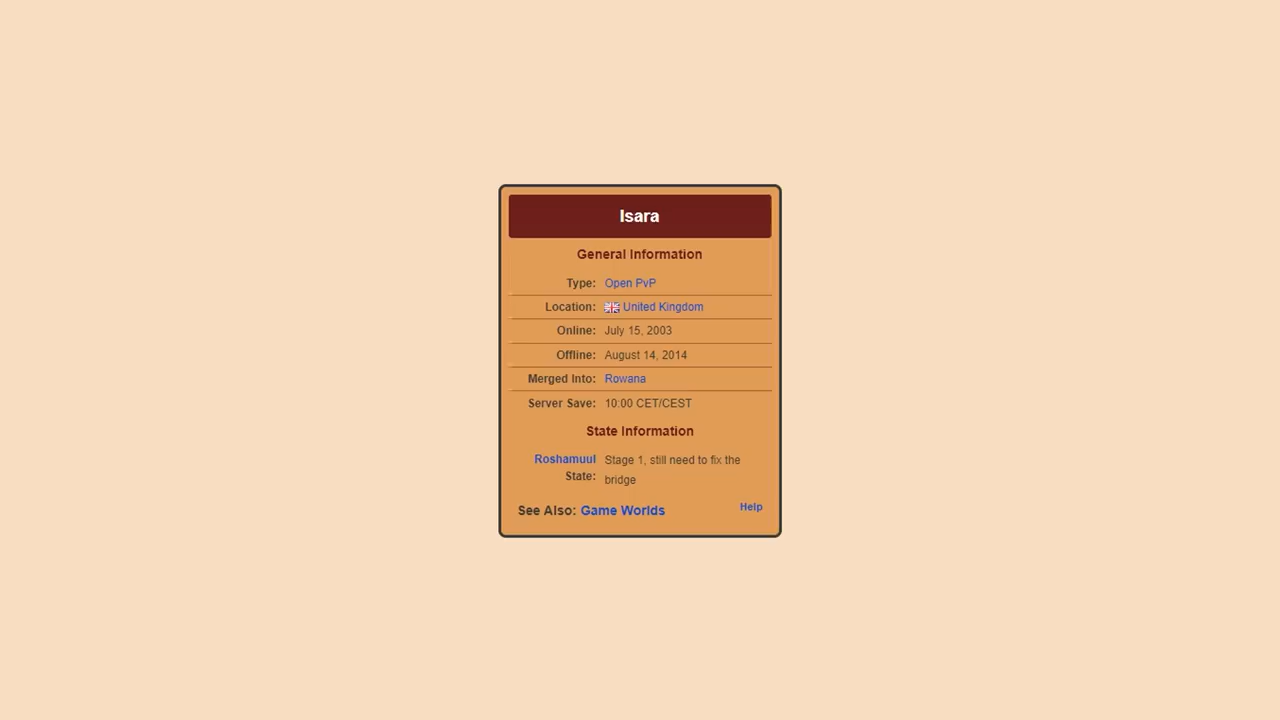 Isara
General Information
Type: Open PvP
Location: United Kingdom
Online: July 15, 2003
Offline: August 14, 2014
Merged Into: Rowana
Server Save: 10:00 CET/CEST
State Information
Roshamuul State: Stage 1, still need to fix the
bridge
See Also: Game Worlds
Help